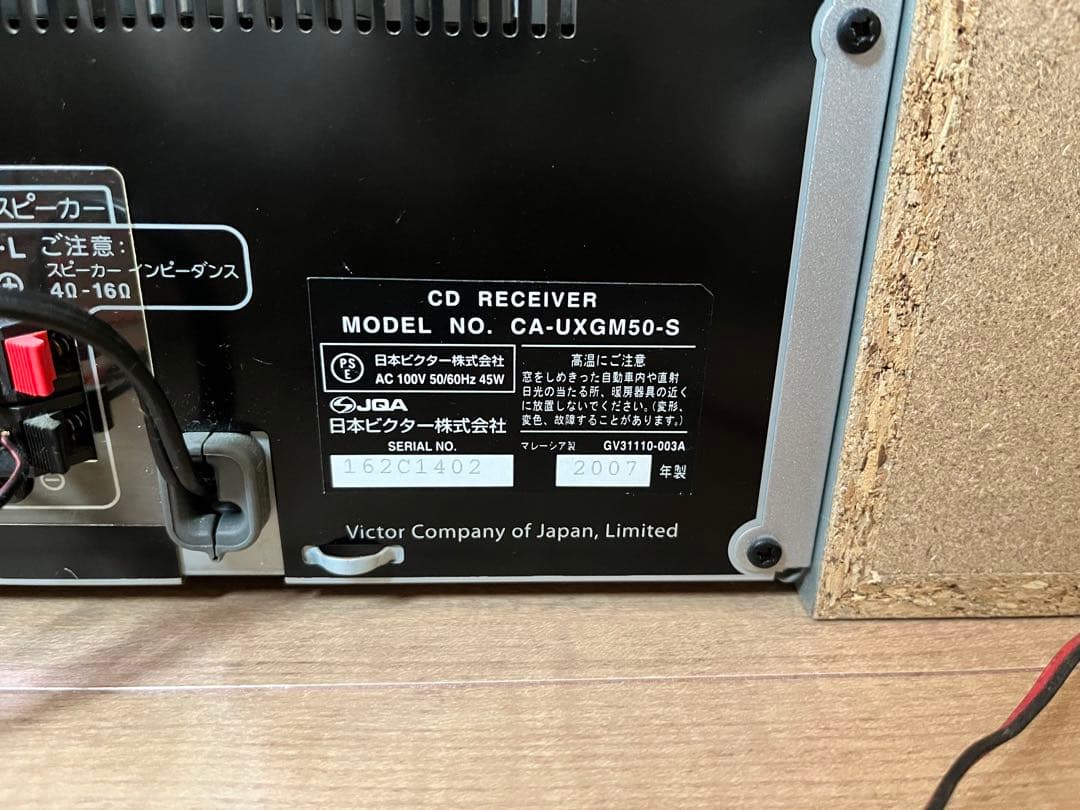 スピーカー
L
ご注意:
スピーカー インピーダンス
4Ω-16Ω
⊕
⊖
CD RECEIVER
MODEL NO. CA-UXGM50-S
PS
E
日本ビクター株式会社
AC 100V 50/60Hz 45W
JQA
日本ビクター株式会社
SERIAL NO.
162C1402
高温にご注意
窓をしめきった自動車内や直射
日光の当たる所、暖房器具の近く
に放置しないでください。(変形、
変色、故障することがあります。)
マレーシア製 GV31110-003A
2007 年製
Victor Company of Japan, Limited